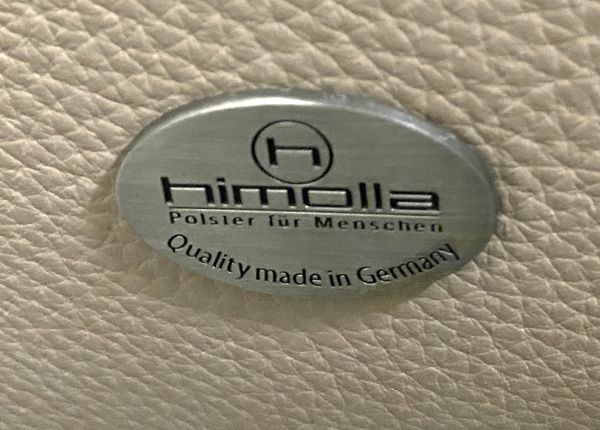 h
himolla
Polster für Menschen
Quality made in Germany